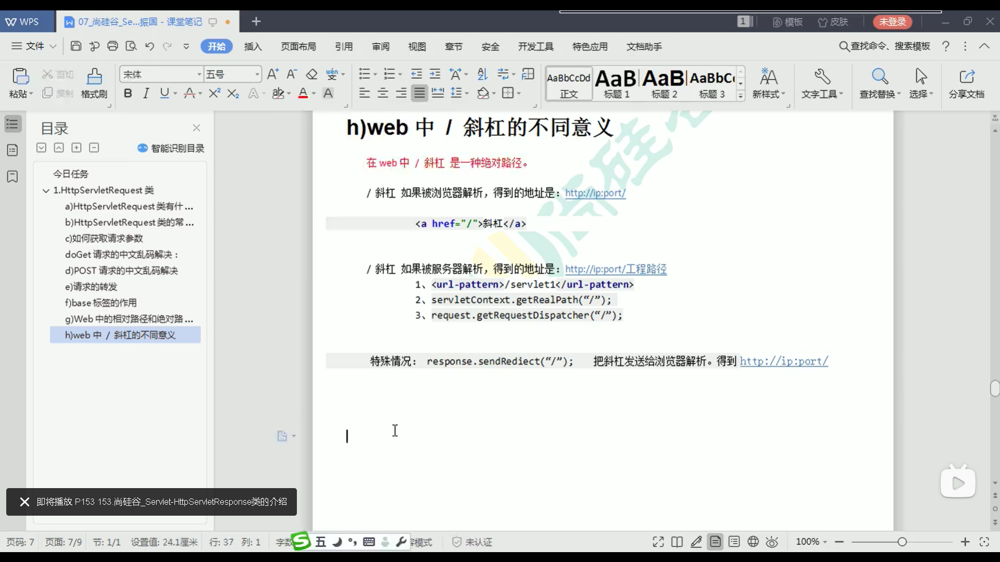 WPS
07_尚硅谷_Se...振国 - 课堂笔记
1
模板
皮肤
未登录
文件
开始
插入
页面布局
引用
审阅
视图
章节
安全
开发工具
特色应用
文档助手
查找命令、搜索模板
粘贴
剪切
复制
格式刷
宋体
五号
AaBbCcDd
正文
AaB
标题 1
AaB
标题 2
AaBbC
标题 3
新样式
文字工具
查找替换
选择
分享文档
目录
智能识别目录
今日任务
1.HttpServletRequest 类
a)HttpServletRequest 类有什 ...
b)HttpServletRequest 类的常 ...
c)如何获取请求参数
doGet 请求的中文乱码解决：
d)POST 请求的中文乱码解决
e)请求的转发
f)base 标签的作用
g)Web 中的相对路径和绝对路 ...
h)web 中 / 斜杠的不同意义
h)web 中 / 斜杠的不同意义
在 web 中 / 斜杠 是一种绝对路径。
/ 斜杠 如果被浏览器解析，得到的地址是：http://ip:port/
<a href="/">斜杠</a>
/ 斜杠 如果被服务器解析，得到的地址是：http://ip:port/工程路径
1、<url-pattern>/servlet1</url-pattern>
2、servletContext.getRealPath(“/”);
3、request.getRequestDispatcher(“/”);
特殊情况： response.sendRediect(“/”); 把斜杠发送给浏览器解析。得到 http://ip:port/
即将播放 P153 153.尚硅谷_Servlet-HttpServletResponse类的介绍
页码: 7
页面: 7/9
节: 1/1
设置值: 24.1厘米
行: 37
列: 1
字数
五
容模式
未认证
100%